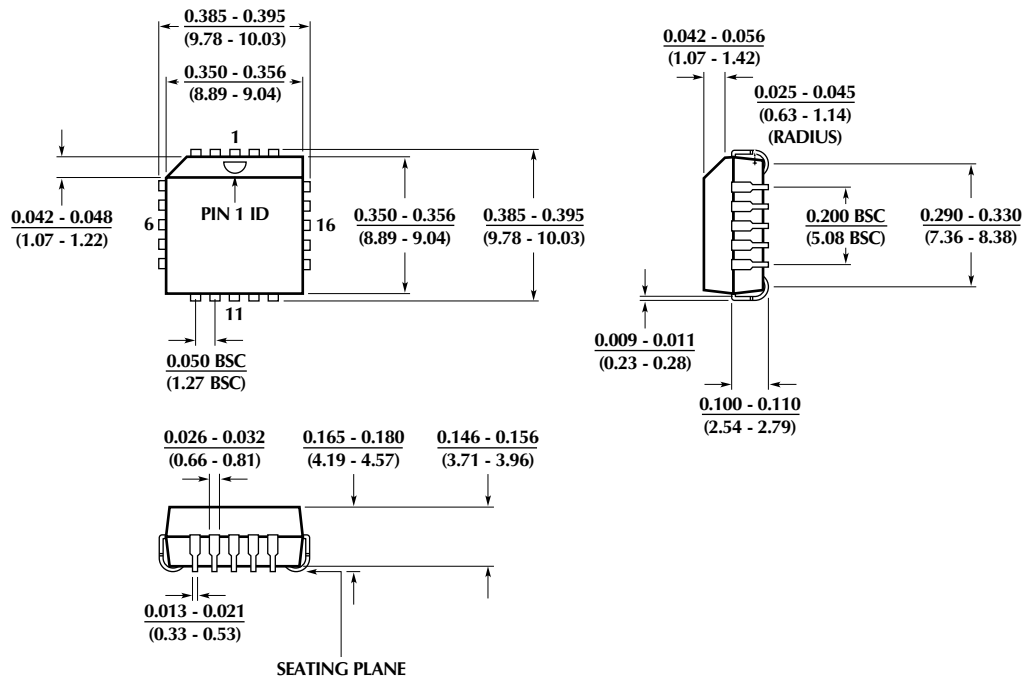 0.385 - 0.395
(9.78 - 10.03)
0.350 - 0.356
(8.89 - 9.04)
1
0.042 - 0.048
(1.07 - 1.22)
6
PIN 1 ID
16
0.350 - 0.356
(8.89 - 9.04)
0.385 - 0.395
(9.78 - 10.03)
11
0.050 BSC
(1.27 BSC)
0.042 - 0.056
(1.07 - 1.42)
0.025 - 0.045
(0.63 - 1.14)
(RADIUS)
0.200 BSC
(5.08 BSC)
0.290 - 0.330
(7.36 - 8.38)
0.009 - 0.011
(0.23 - 0.28)
0.100 - 0.110
(2.54 - 2.79)
0.026 - 0.032
(0.66 - 0.81)
0.165 - 0.180
(4.19 - 4.57)
0.146 - 0.156
(3.71 - 3.96)
0.013 - 0.021
(0.33 - 0.53)
SEATING PLANE